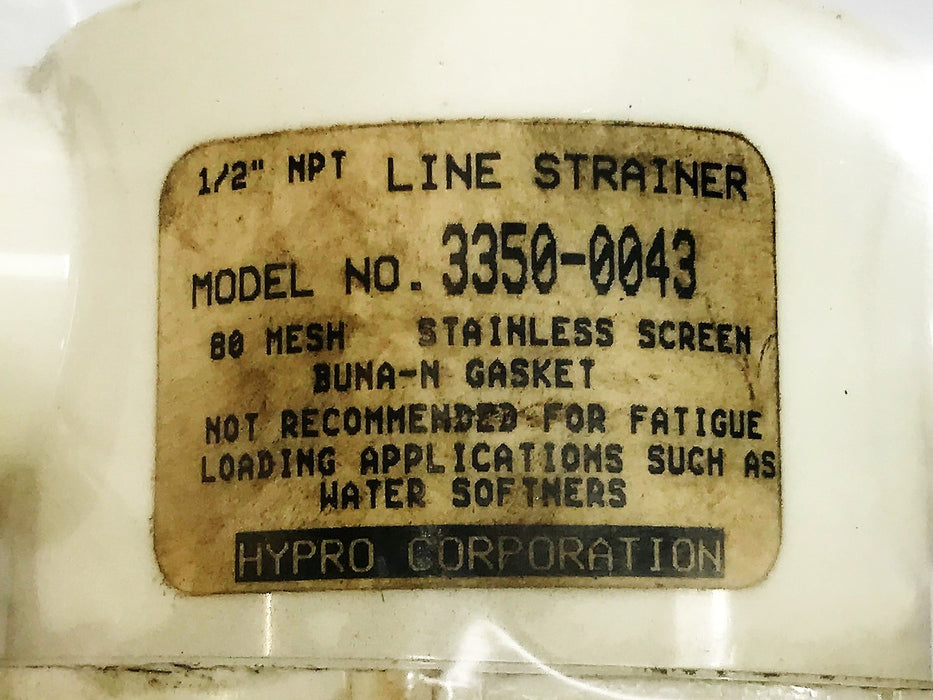 1/2" NPT LINE STRAINER
MODEL NO. 3350-0043
80 MESH STAINLESS SCREEN
BUNA-N GASKET
NOT RECOMMENDED FOR FATIGUE
LOADING APPLICATIONS SUCH AS
WATER SOFTNERS
HYPRO CORPORATION